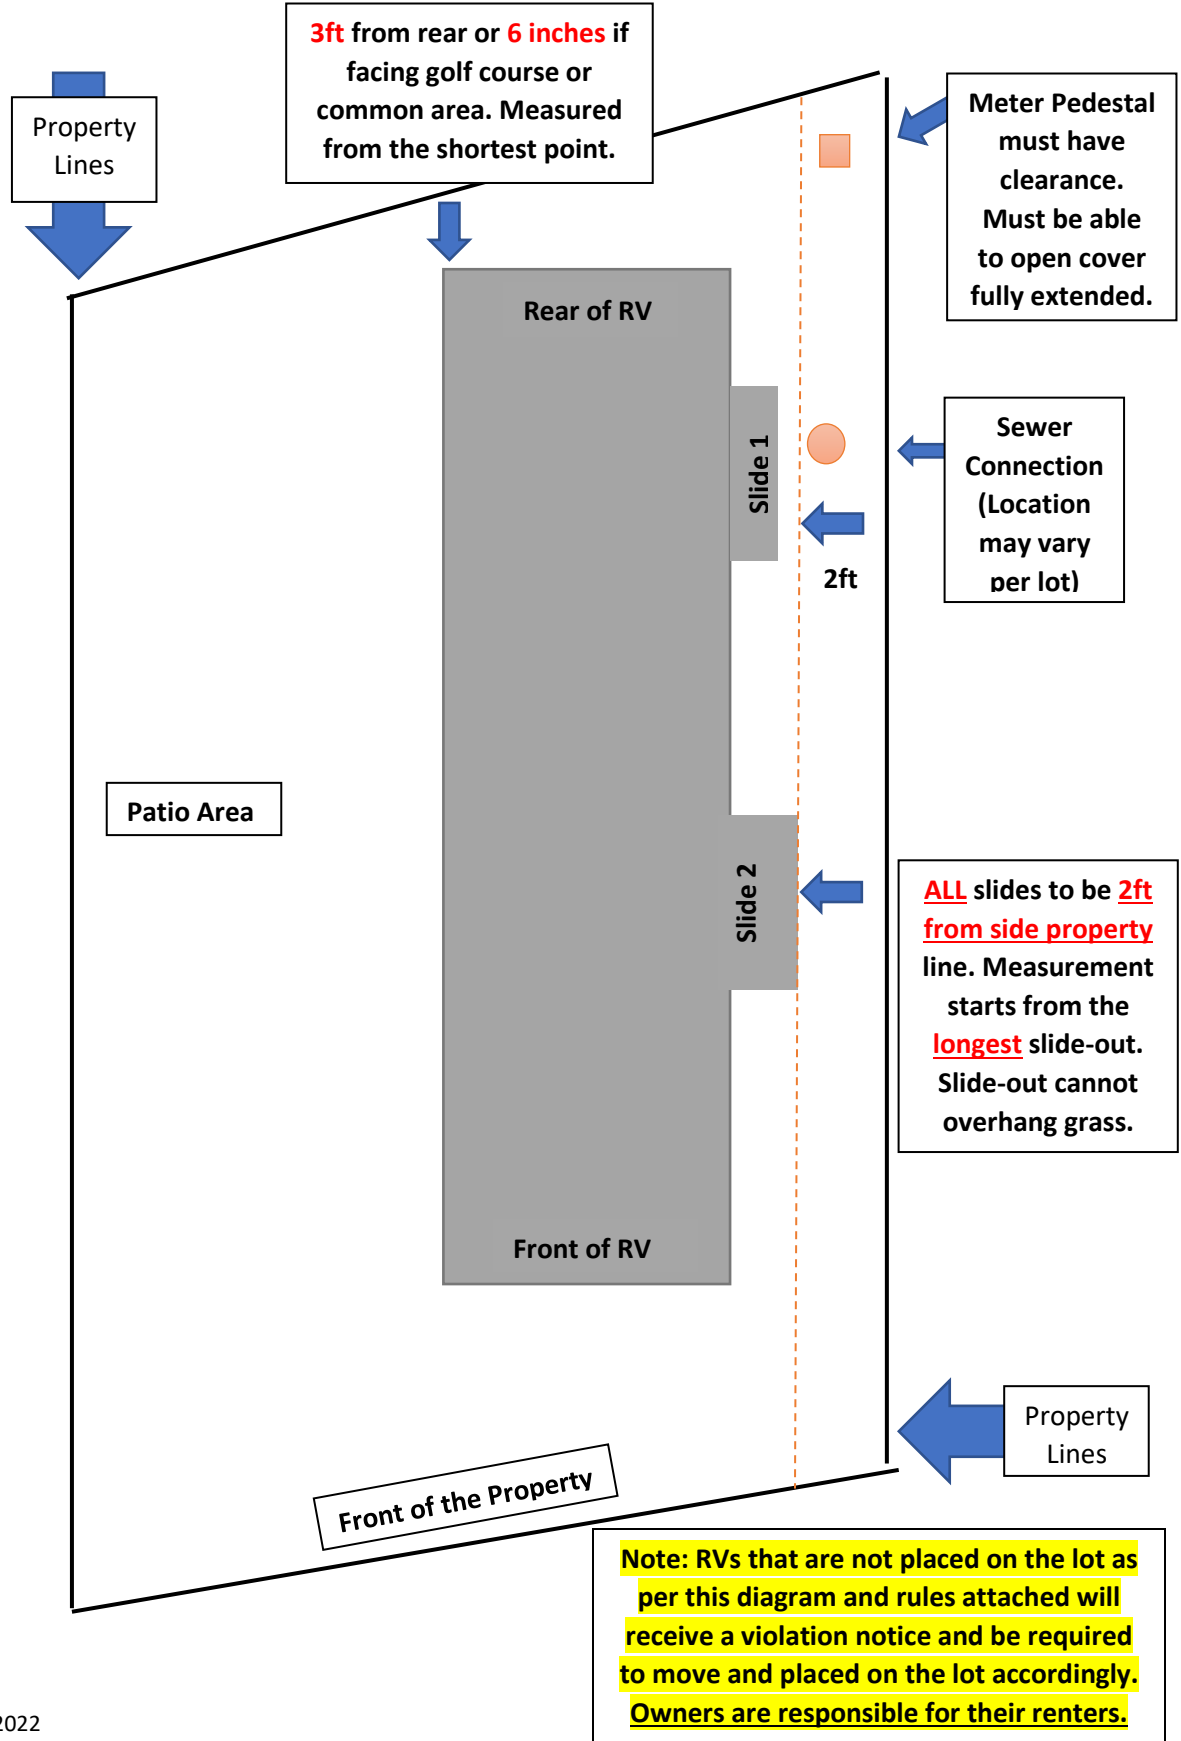 3ft from rear or 6 inches if
facing golf course or
common area. Measured
from the shortest point.
Property
Lines
Meter Pedestal
must have
clearance.
Must be able
to open cover
fully extended.
Rear of RV
Slide 1
Sewer
Connection
(Location
may vary
per lot)
2ft
Patio Area
Slide 2
ALL slides to be 2ft
from side property
line. Measurement
starts from the
longest slide-out.
Slide-out cannot
overhang grass.
Front of RV
Property
Lines
Front of the Property
Note: RVs that are not placed on the lot as
per this diagram and rules attached will
receive a violation notice and be required
to move and placed on the lot accordingly.
Owners are responsible for their renters.
2022